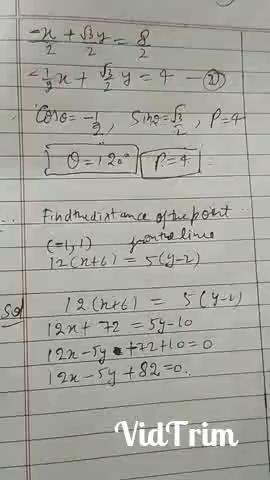 -x/2 + √3y/2 = 8/2
-1/2 x + √3/2 y = 4 - (2)
Cosθ = -1/2, Sinθ = √3/2, P=4
θ = 120° P=4
Find the distance of the point
(-1, 1) from the line
12(x+6) = 5(y-2)
Sol 12(x+6) = 5(y-2)
12x + 72 = 5y-10
12x-5y +72+10=0
12x-5y+82=0.
VidTrim